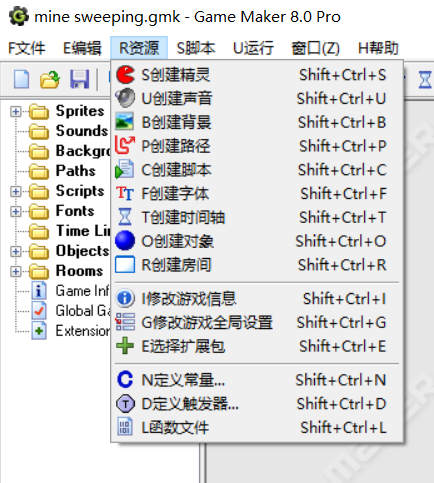 mine sweeping.gmk - Game Maker 8.0 Pro
F文件 E编辑 R资源 S脚本 U运行 窗口(Z) H帮助
S创建精灵 Shift+Ctrl+S
U创建声音 Shift+Ctrl+U
B创建背景 Shift+Ctrl+B
P创建路径 Shift+Ctrl+P
C创建脚本 Shift+Ctrl+C
F创建字体 Shift+Ctrl+F
T创建时间轴 Shift+Ctrl+T
O创建对象 Shift+Ctrl+O
R创建房间 Shift+Ctrl+R
I修改游戏信息 Shift+Ctrl+I
G修改游戏全局设置 Shift+Ctrl+G
E选择扩展包 Shift+Ctrl+E
N定义常量... Shift+Ctrl+N
D定义触发器... Shift+Ctrl+D
L函数文件 Shift+Ctrl+L
Sprites
Sounds
Backgro
Paths
Scripts
Fonts
Time Li
Objects
Rooms
Game Inf
Global Ga
Extension